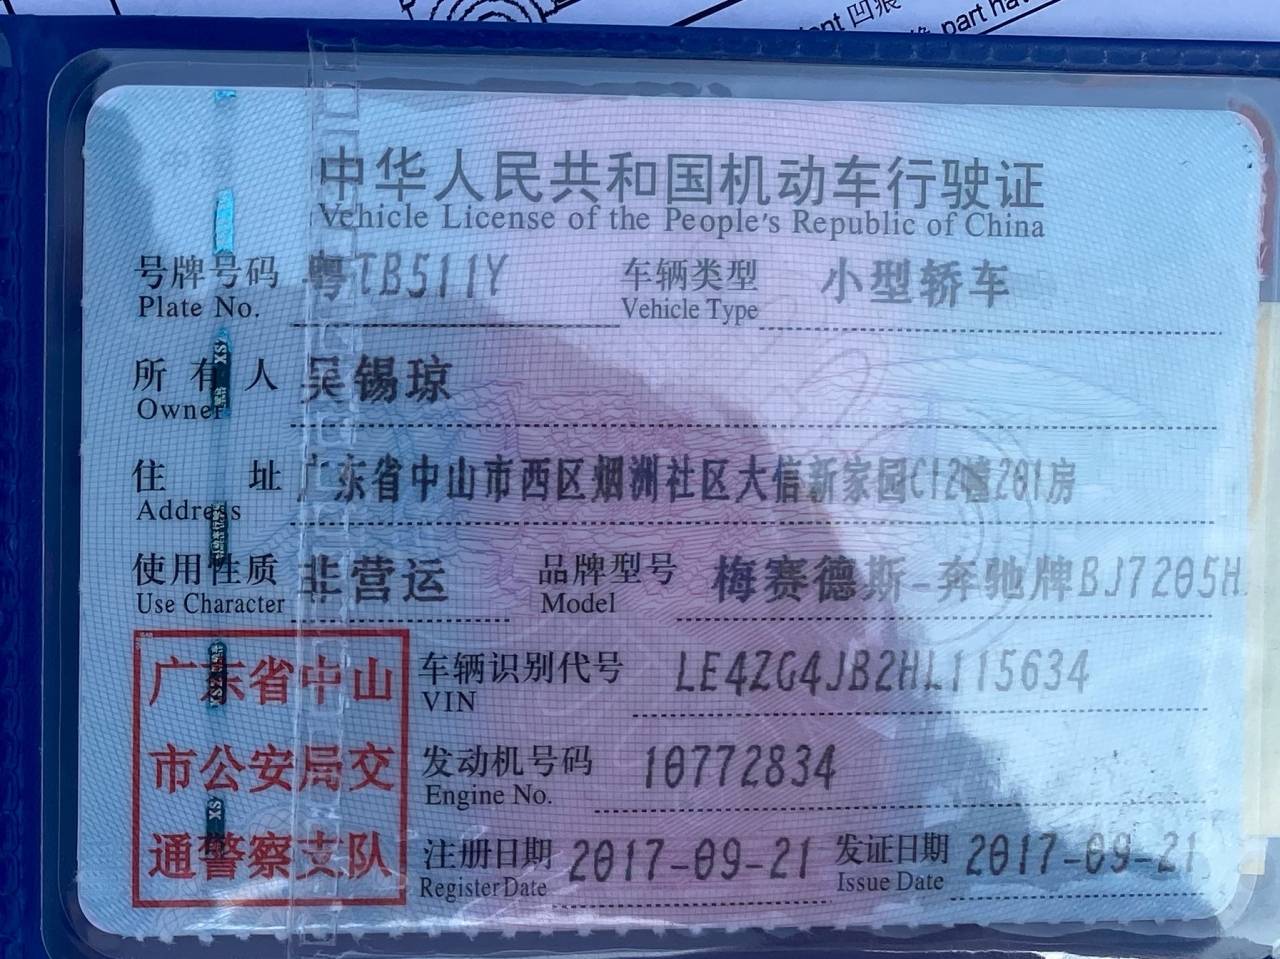 凹痕
part ha
中华人民共和国机动车行驶证
Vehicle License of the People's Republic of China
号牌号码 粤TB511Y 车辆类型 小型轿车
Plate No. Vehicle Type
所有人 吴锡琼
Owner
住址 广东省中山市西区烟洲社区大信新家园C12幢201房
Address
使用性质 非营运 品牌型号 梅赛德斯-奔驰牌BJ7205H
Use Character Model
广东省中山
市公安局交
通警察支队
车辆识别代号 LE4ZG4JB2HL115634
VIN
发动机号码 10772834
Engine No.
注册日期 2017-09-21 发证日期 2017-09-21
Register Date Issue Date